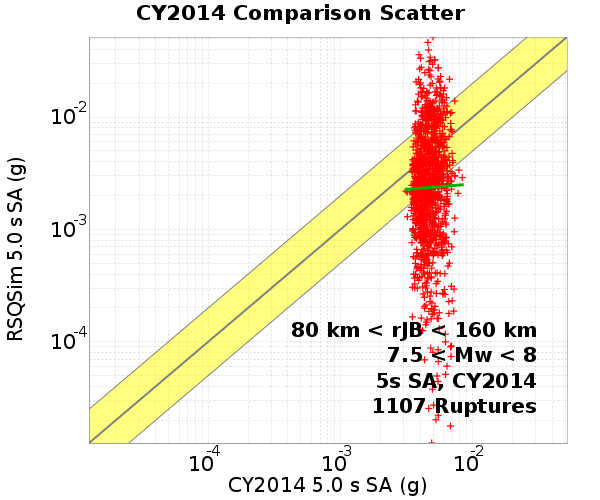 CY2014 Comparison Scatter
RSQSim 5.0 s SA (g)
10-2
10-3
10-4
80 km < rJB < 160 km
7.5 < Mw < 8
5s SA, CY2014
1107 Ruptures
10-4
10-3
10-2
CY2014 5.0 s SA (g)